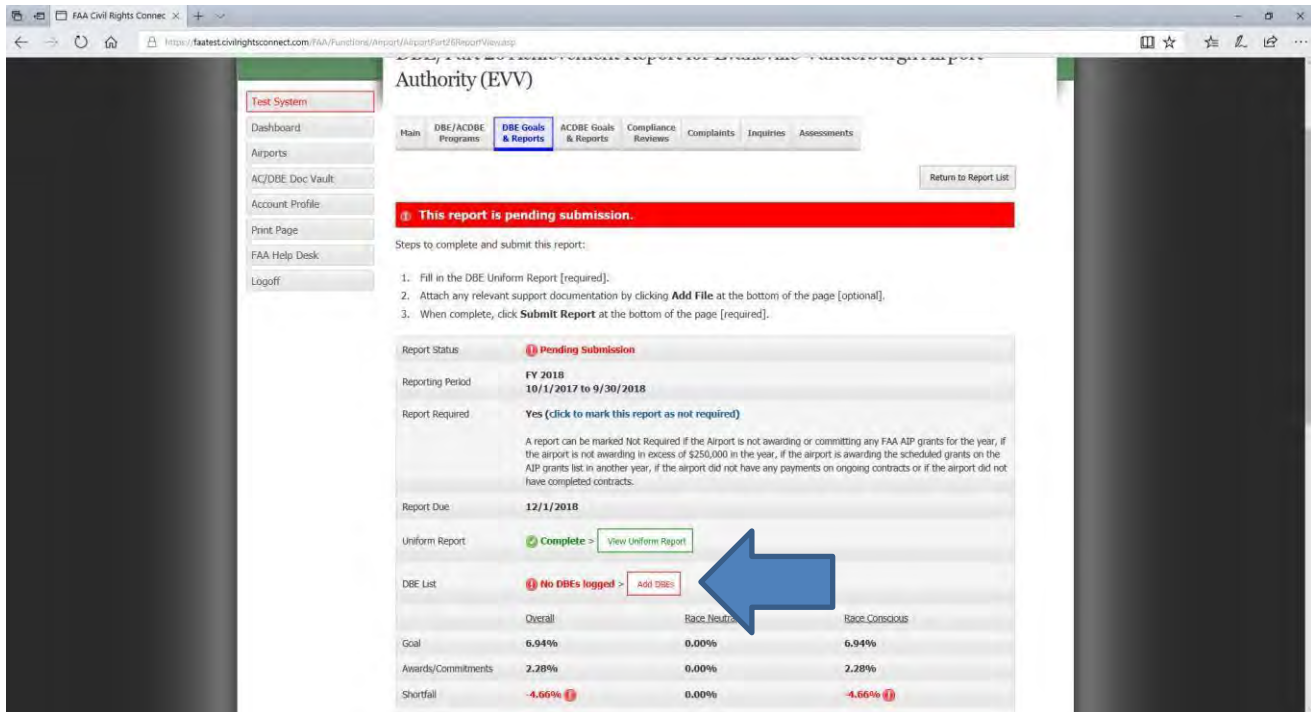 FAA Civil Rights Connec
https://faatest.civilrightsconnect.com/FAA/Functions/Airport/AirportPart26ReportView.asp
Authority (EVV)
Test System
Dashboard
Airports
AC/DBE Doc Vault
Account Profile
Print Page
FAA Help Desk
Logoff
Main DBE/ACDBE Programs DBE Goals & Reports ACDBE Goals & Reports Compliance Reviews Complaints Inquiries Assessments
Return to Report List
This report is pending submission.
Steps to complete and submit this report:
1. Fill in the DBE Uniform Report [required].
2. Attach any relevant support documentation by clicking Add File at the bottom of the page [optional].
3. When complete, click Submit Report at the bottom of the page [required].
Report Status Pending Submission
Reporting Period FY 2018
10/1/2017 to 9/30/2018
Report Required Yes (click to mark this report as not required)
A report can be marked Not Required if the Airport is not awarding or committing any FAA AIP grants for the year, if
the airport is not awarding in excess of $250,000 in the year, if the airport is awarding the scheduled grants on the
AIP grants list in another year, if the airport did not have any payments on ongoing contracts or if the airport did not
have completed contracts.
Report Due 12/1/2018
Uniform Report Complete > View Uniform Report
DBE List No DBEs logged > Add DBEs
Overall Race Neutra Race Conscious
Goal 6.94% 0.00% 6.94%
Awards/Commitments 2.28% 0.00% 2.28%
Shortfall -4.66% 0.00% -4.66%